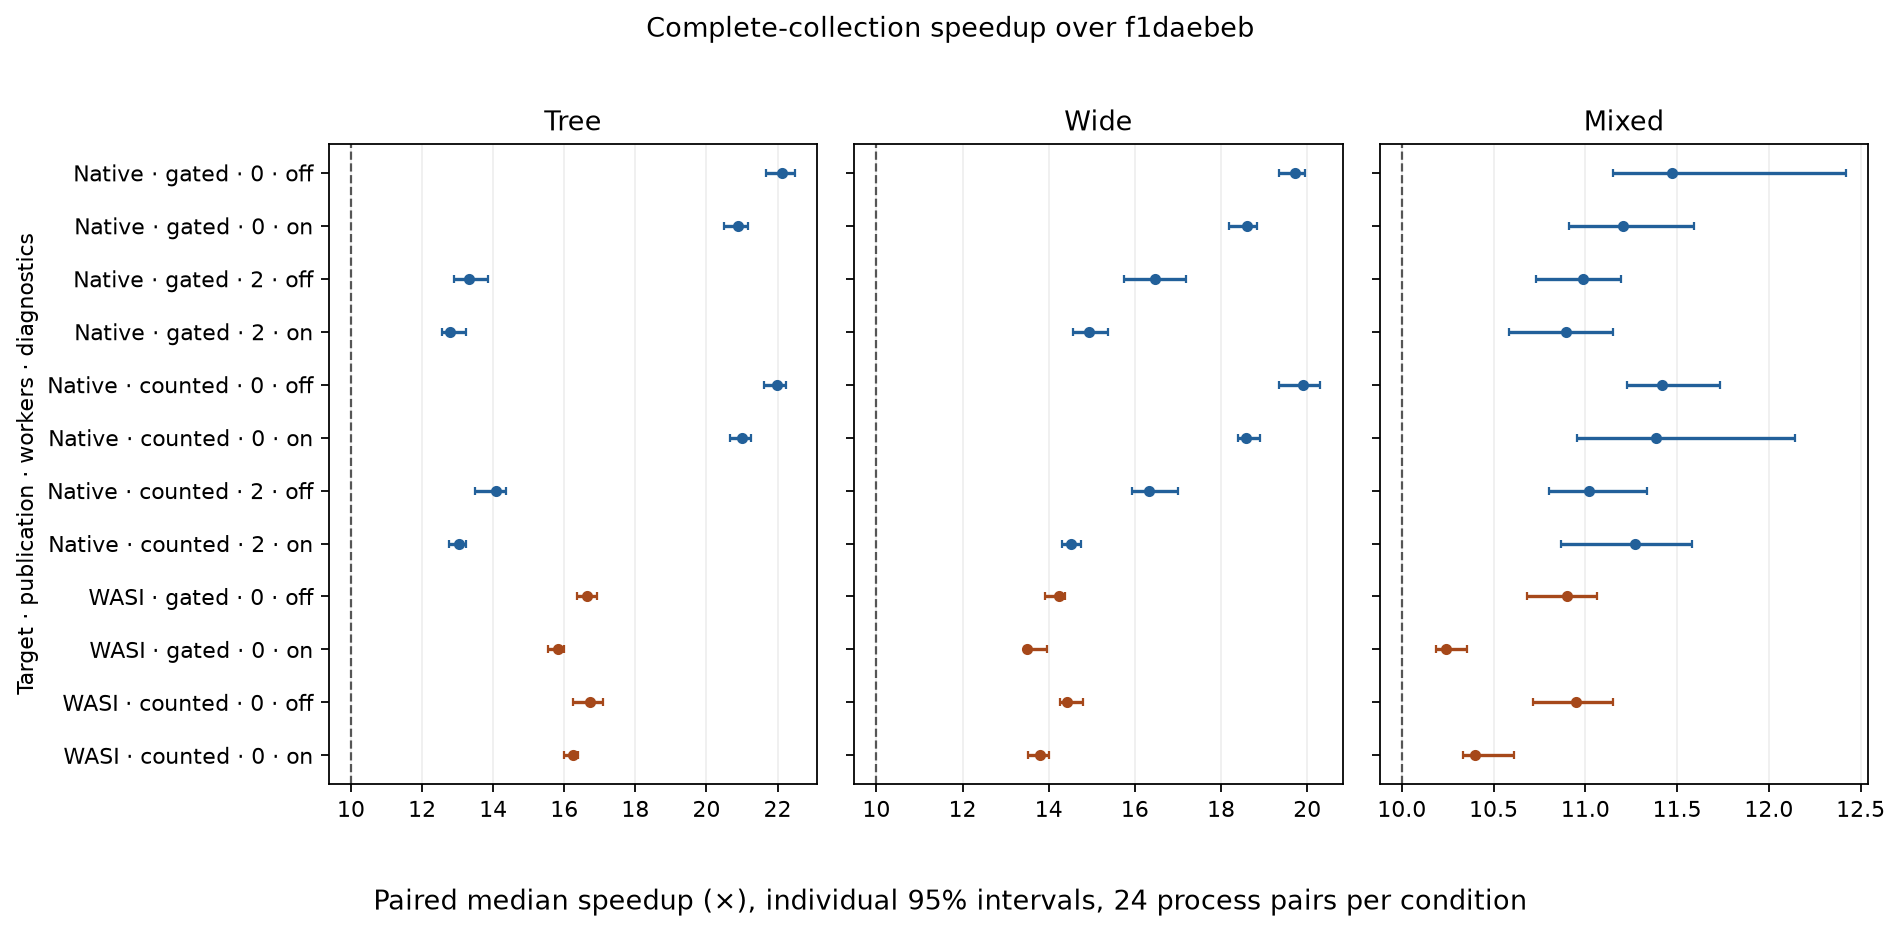 Complete-collection speedup over f1daebeb
Tree
Wide
Mixed
Target · publication · workers · diagnostics
Native · gated · 0 · off
Native · gated · 0 · on
Native · gated · 2 · off
Native · gated · 2 · on
Native · counted · 0 · off
Native · counted · 0 · on
Native · counted · 2 · off
Native · counted · 2 · on
WASI · gated · 0 · off
WASI · gated · 0 · on
WASI · counted · 0 · off
WASI · counted · 0 · on
10 12 14 16 18 20 22
10 12 14 16 18 20
10.0 10.5 11.0 11.5 12.0 12.5
Paired median speedup (×), individual 95% intervals, 24 process pairs per condition